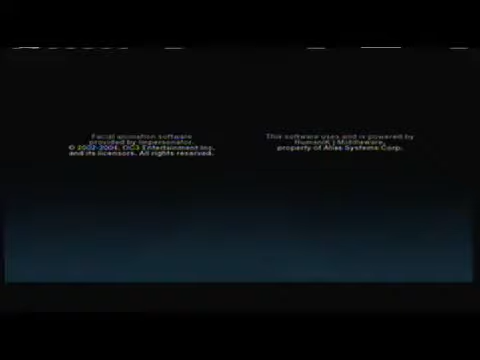 Facial animation software
provided by Impersonator.
© 2002-2004, OC3 Entertainment Inc.
and its licensors. All rights reserved.
This software uses and is powered by
HumanIK Middleware,
property of Alias Systems Corp.